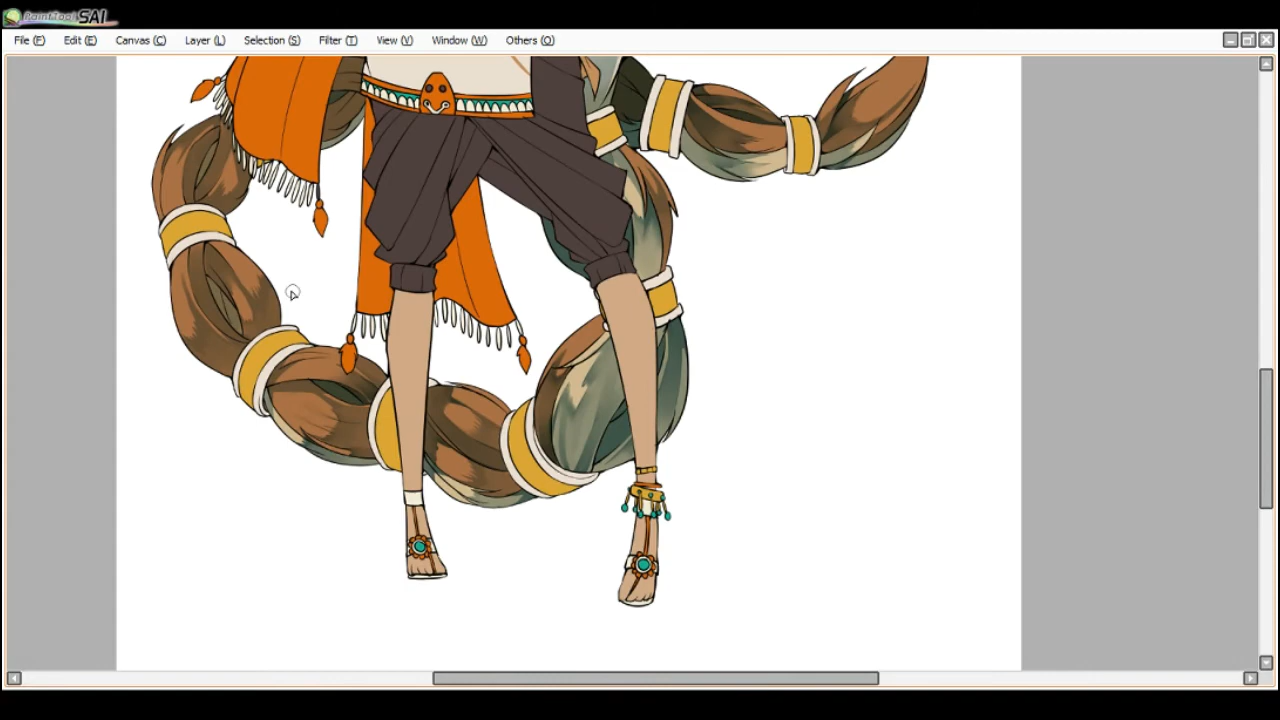 PaintTool SAI
File (F) Edit (E) Canvas (C) Layer (L) Selection (S) Filter (T) View (V) Window (W) Others (O)